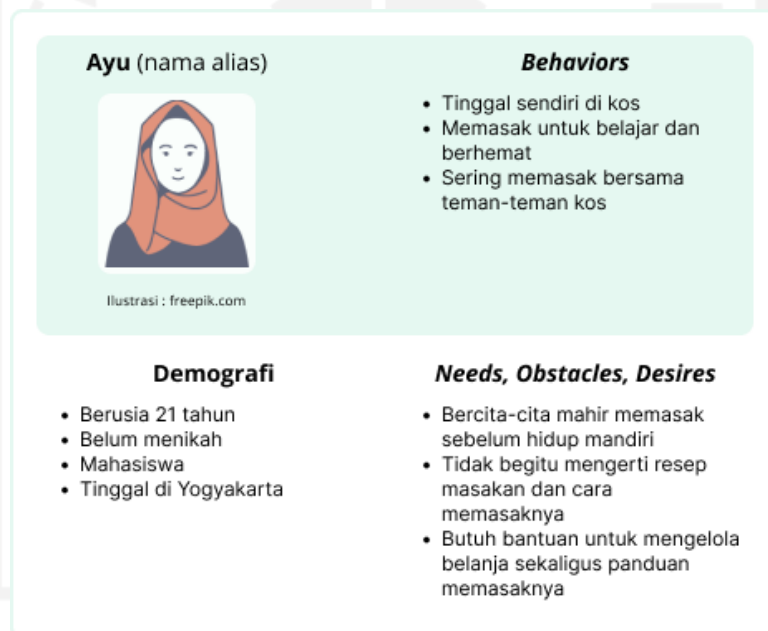 Ayu (nama alias)
Ilustrasi : freepik.com
Behaviors
• Tinggal sendiri di kos
• Memasak untuk belajar dan
berhemat
• Sering memasak bersama
teman-teman kos
Demografi
• Berusia 21 tahun
• Belum menikah
• Mahasiswa
• Tinggal di Yogyakarta
Needs, Obstacles, Desires
• Bercita-cita mahir memasak
sebelum hidup mandiri
• Tidak begitu mengerti resep
masakan dan cara
memasaknya
• Butuh bantuan untuk mengelola
belanja sekaligus panduan
memasaknya